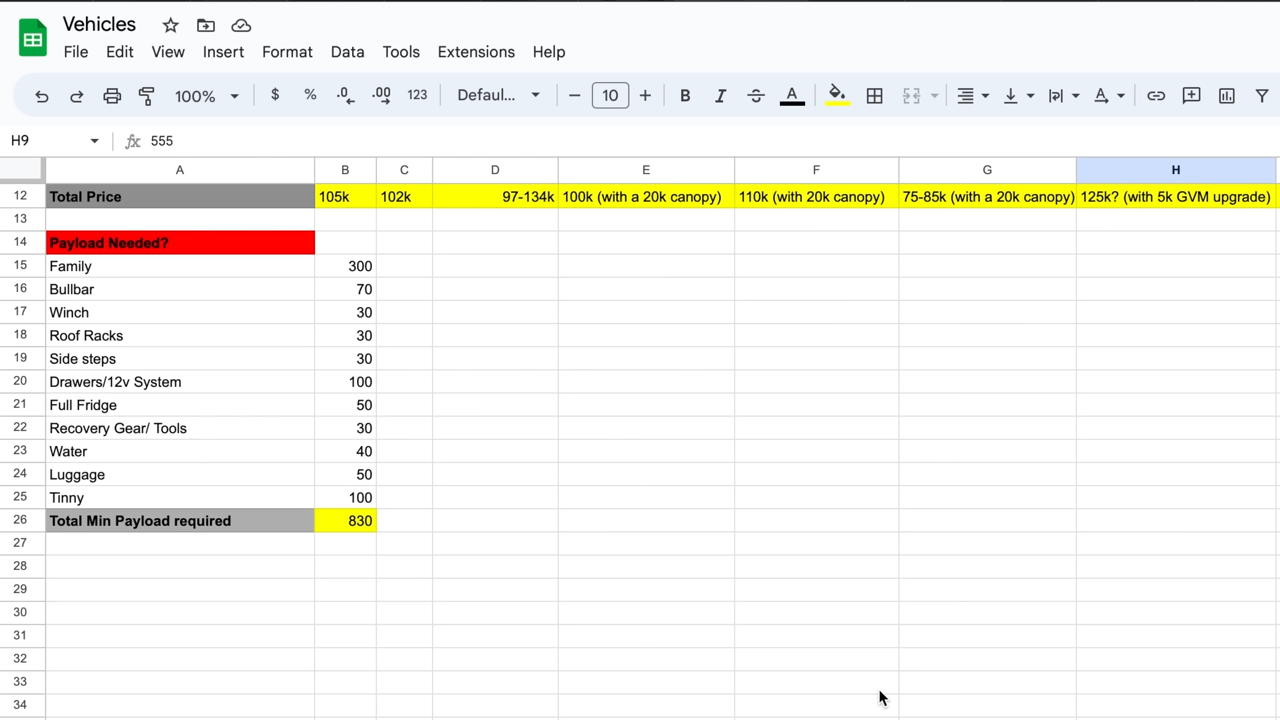 Vehicles
File Edit View Insert Format Data Tools Extensions Help
100% $ % .0 .00 123 Defaul... 10 B I A
H9 fx 555
A B C D E F G H
12 Total Price 105k 102k 97-134k 100k (with a 20k canopy) 110k (with 20k canopy) 75-85k (with a 20k canopy) 125k? (with 5k GVM upgrade)
13
14 Payload Needed?
15 Family 300
16 Bullbar 70
17 Winch 30
18 Roof Racks 30
19 Side steps 30
20 Drawers/12v System 100
21 Full Fridge 50
22 Recovery Gear/ Tools 30
23 Water 40
24 Luggage 50
25 Tinny 100
26 Total Min Payload required 830
27
28
29
30
31
32
33
34